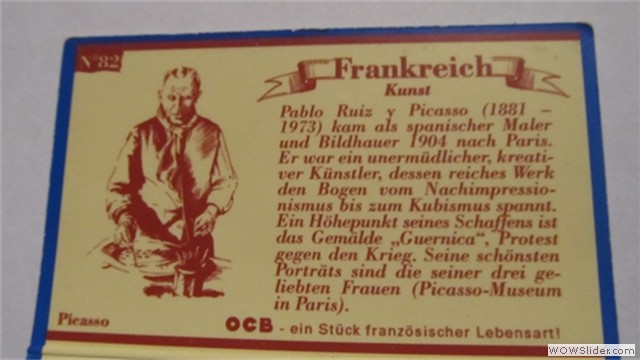 N°82
Frankreich
Kunst
Pablo Ruiz y Picasso (1881 –
1973) kam als spanischer Maler
und Bildhauer 1904 nach Paris.
Er war ein unermüdlicher, kreati-
ver Künstler, dessen reiches Werk
den Bogen vom Nachimpressio-
nismus bis zum Kubismus spannt.
Ein Höhepunkt seines Schaffens ist
das Gemälde „Guernica“, Protest
gegen den Krieg. Seine schönsten
Porträts sind die seiner drei ge-
liebten Frauen (Picasso-Museum
in Paris).
Picasso
OCB - ein Stück französischer Lebensart!
WOWSlider.com